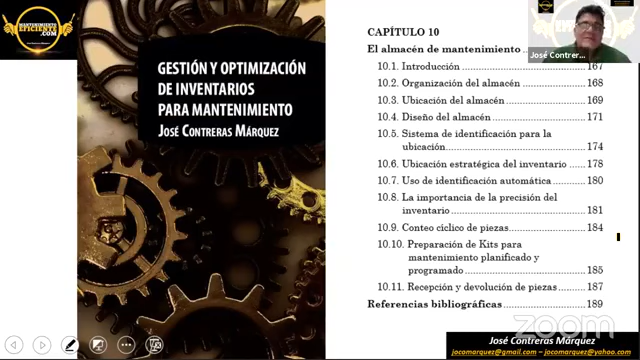 MANTENIMIENTO
EFICIENTE
.COM
GESTIÓN Y OPTIMIZACIÓN
DE INVENTARIOS
PARA MANTENIMIENTO
JOSÉ CONTRERAS MÁRQUEZ
CAPÍTULO 10
El almacén de mantenimiento
10.1. Introducción 167
10.2. Organización del almacén 168
10.3. Ubicación del almacén 169
10.4. Diseño del almacén 171
10.5. Sistema de identificación para la
ubicación 174
10.6. Ubicación estratégica del inventario 178
10.7. Uso de identificación automática 180
10.8. La importancia de la precisión del
inventario 181
10.9. Conteo cíclico de piezas 184
10.10. Preparación de Kits para
mantenimiento planificado y
programado 185
10.11. Recepción y devolución de piezas 187
Referencias bibliográficas 189
José Contrer...
José Contreras Márquez
jocomarquez@gmail.com – jocomarquez@yahoo.com
zoom